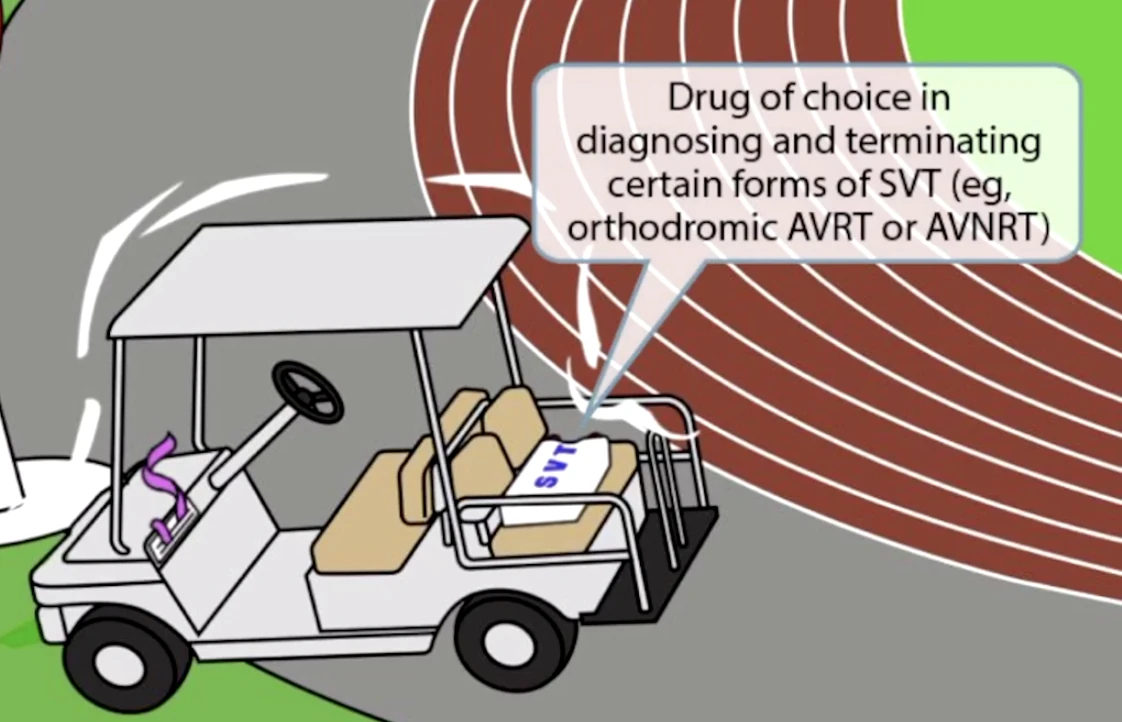 Drug of choice in
diagnosing and terminating
certain forms of SVT (eg,
orthodromic AVRT or AVNRT)
SVT